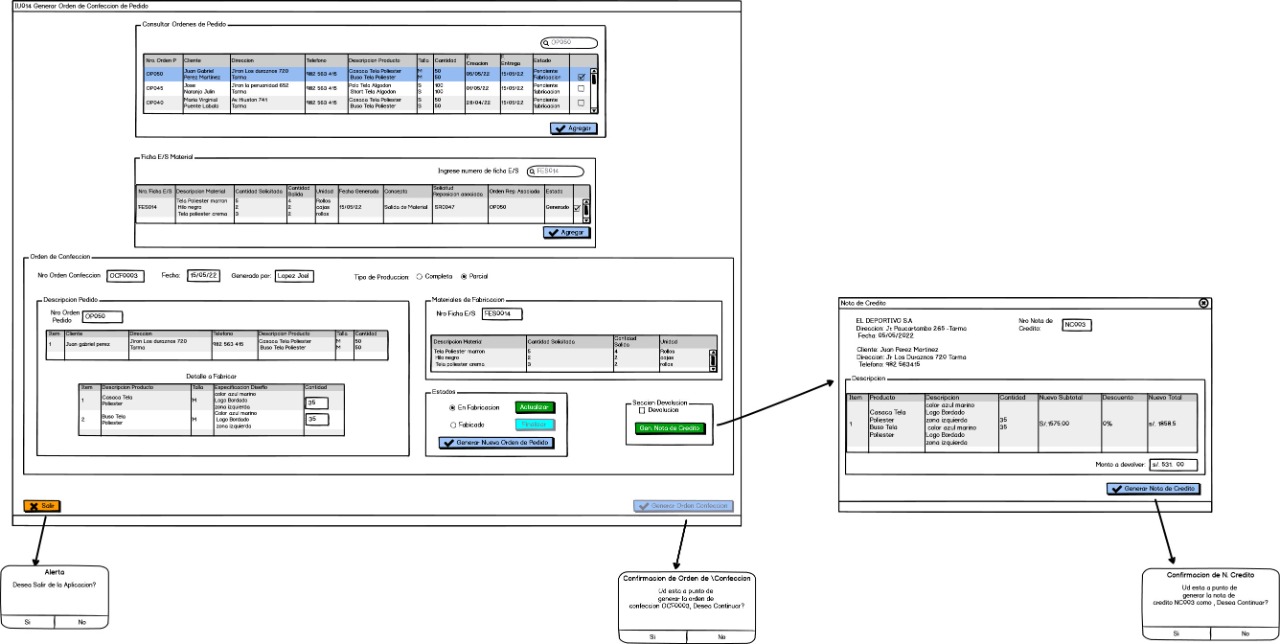 IU014 Generar Orden de Confeccion de Pedido
Consultar Ordenes de Pedido
OP050
Nro. Orden P Cliente Direccion Telefono Descripcion Producto Talla Cantidad F. Creacion F. Entrega Estado
OP050 Juan Gabriel Perez Martinez Jiron Los duraznos 720 Tarma 982 563 415 Casaca Tela Poliester Buso Tela Poliester M M 50 50 05/05/22 15/05/22 Pendiente Fabricacion
OP045 Jose Naranjo Julin Jiron la peruanidad 652 Tarma 982 563 415 Polo Tela Algodon Short Tela Algodon S S 100 100 01/05/22 15/05/22 Pendiente fabricacion
OP040 Maria Virginal Puente Labals Av. Hiuston 741 Tarma 982 563 415 Casaca Tela Poliester Buso Tela Poliester S S 50 50 28/04/22 15/05/22 Pendiente fabricacion
Agregar
Ficha E/S Material
Ingrese numero de ficha E/S FES014
Nro. Ficha E/S Descripcion Material Cantidad Solicitada Cantidad Salida Unidad Fecha Generada Concepto Solicitud Reposicion asociada Orden Rep. Asociada Estado
FES014 Tela Poliester marron Hilo negro Tela poliester crema 5 2 3 4 2 2 Rollos cajas rollos 15/05/22 Salida de Material SRO047 OP050 Generado
Agregar
Orden de Confeccion
Nro Orden Confeccion OCF0003 Fecha: 15/05/22 Generado por: Lopez Joel Tipo de Produccion: Completa Parcial
Descripcion Pedido
Nro Orden Pedido OP050
Item Cliente Direccion Telefono Descripcion Producto Talla Cantidad
1 Juan gabriel perez Jiron Los duraznos 720 Tarma 982 563 415 Casaca Tela Poliester Buso Tela Poliester M M 50 50
Detalle a Fabricar
Item Descripcion Producto Talla Especificacion Diseño Cantidad
1 Casaca Tela Poliester M color azul marino Logo Bordado zona izquierda 35
2 Buso Tela Poliester M Color azul marino Logo Bordado zona izquierda 35
Materiales de Fabricacion
Nro Ficha E/S FES0014
Descripcion Material Cantidad Solicitada Cantidad Salida Unidad
Tela Poliester marron 5 4 Rollos
Hilo negro 2 2 cajas
Tela poliester crema 3 2 rollos
Estados
En Fabricacion Actualizar
Fabicado Finalizar
Generar Nueva Orden de Pedido
Seccion Devolucion
Devolucion
Gen. Nota de Credito
Salir
Generar Orden Confeccion
Alerta
Desea Salir de la Aplicacion?
Si No
Confirmacion de Orden de \Confeccion
Ud esta a punto de
generar la orden de
confeccion OCF0003, Desea Continuar?
Si No
Nota de Credito
EL DEPORTIVO S.A
Direccion: Jr Paucartambo 265 -Tarma
Fecha 05/05/2022
Nro Nota de Credito: NC003
Cliente: Juan Perez Martinez
Direccion: Jr Los Duraznos 720 Tarma
Telefono: 982 563415
Descripcion
Item Producto Descripcion Cantidad Nuevo Subtotal Descuento Nuevo Total
1 Casaca Tela Poliester Buso Tela Poliester color azul marino Logo Bordado zona izquierda color azul marino Logo Bordado zona izquierda 35 35 S/.1575.00 0% s/. 1858.5
Monto a devolver: s/. 531. 00
Generar Nota de Credito
Confirmacion de N. Credito
Ud esta a punto de
generar la nota de
credito NC003 como , Desea Continuar?
Si No